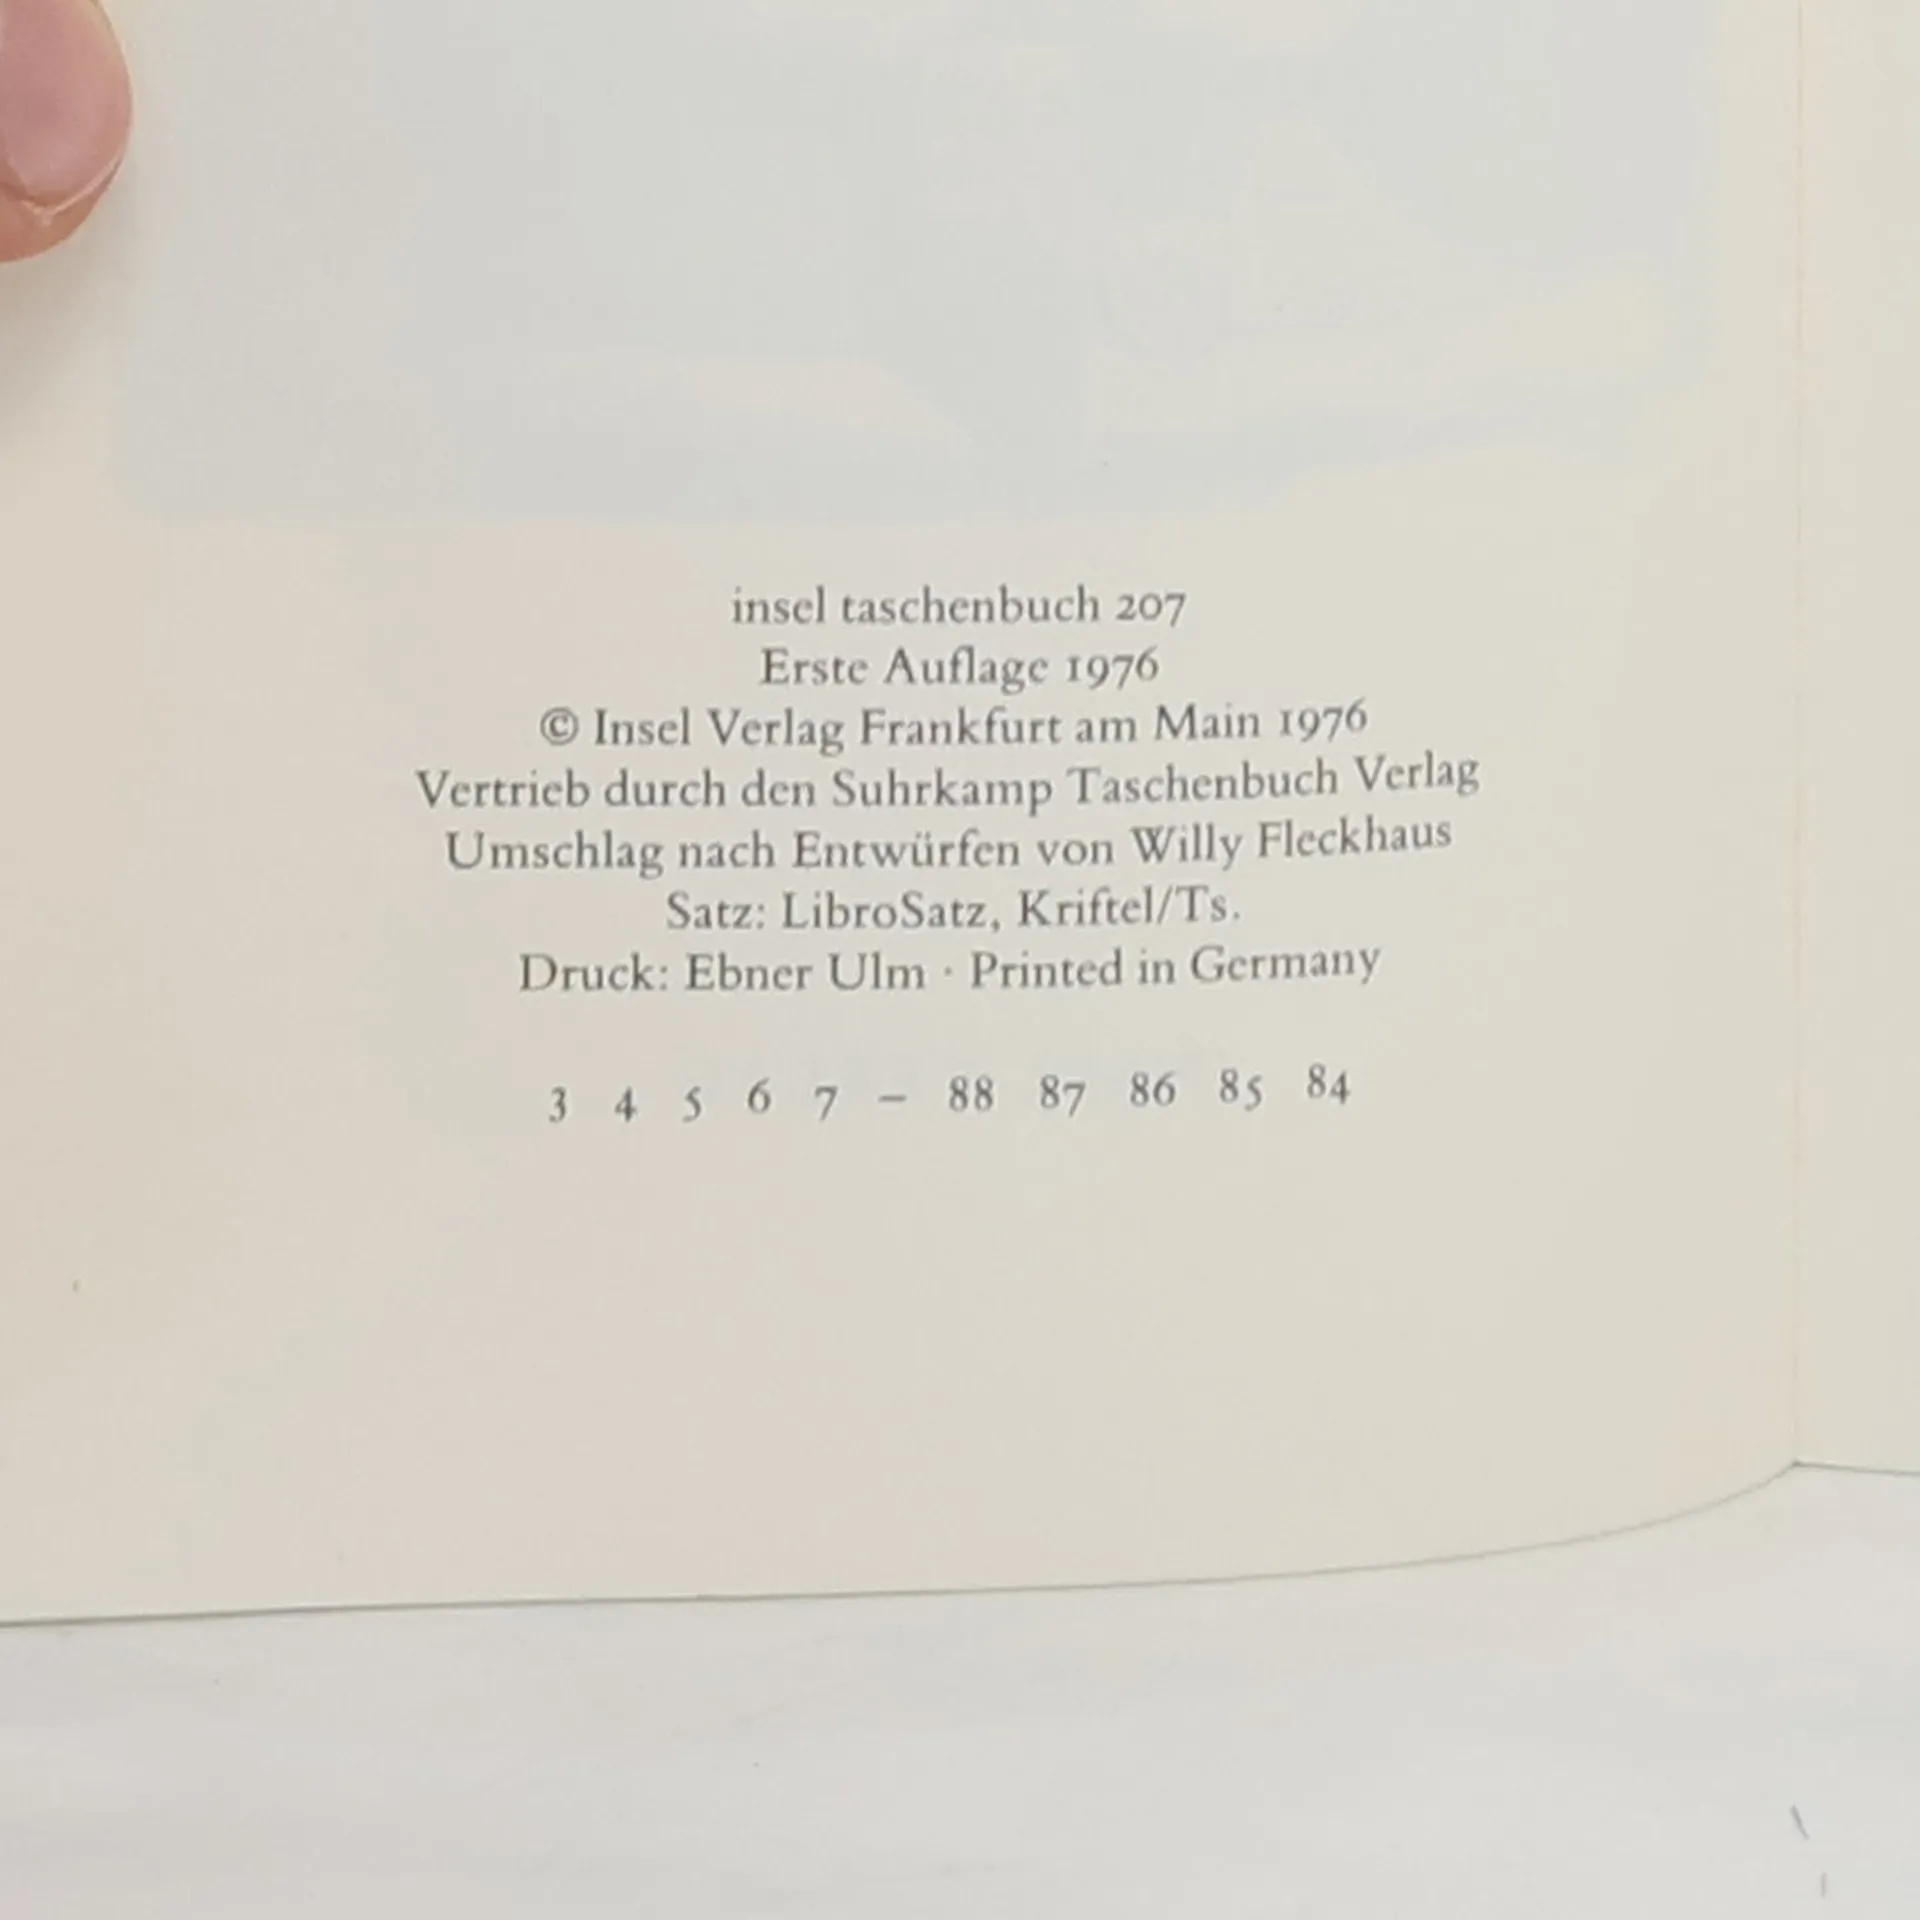 insel taschenbuch 207
Erste Auflage 1976
© Insel Verlag Frankfurt am Main 1976
Vertrieb durch den Suhrkamp Taschenbuch Verlag
Umschlag nach Entwürfen von Willy Fleckhaus
Satz: LibroSatz, Kriftel/Ts.
Druck: Ebner Ulm · Printed in Germany
3 4 5 6 7 – 88 87 86 85 84